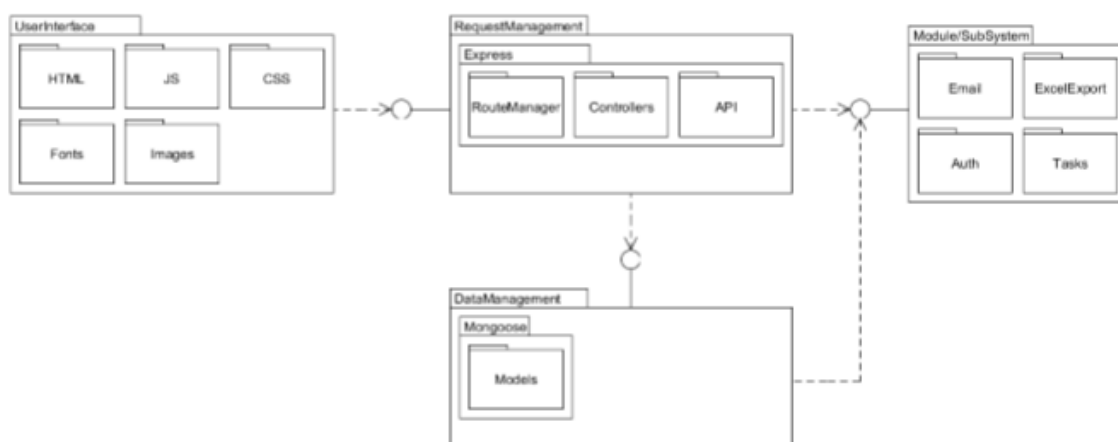 UserInterface
HTML
JS
CSS
Fonts
Images
RequestManagement
Express
RouteManager
Controllers
API
Module/SubSystem
Email
ExcelExport
Auth
Tasks
DataManagement
Mongoose
Models